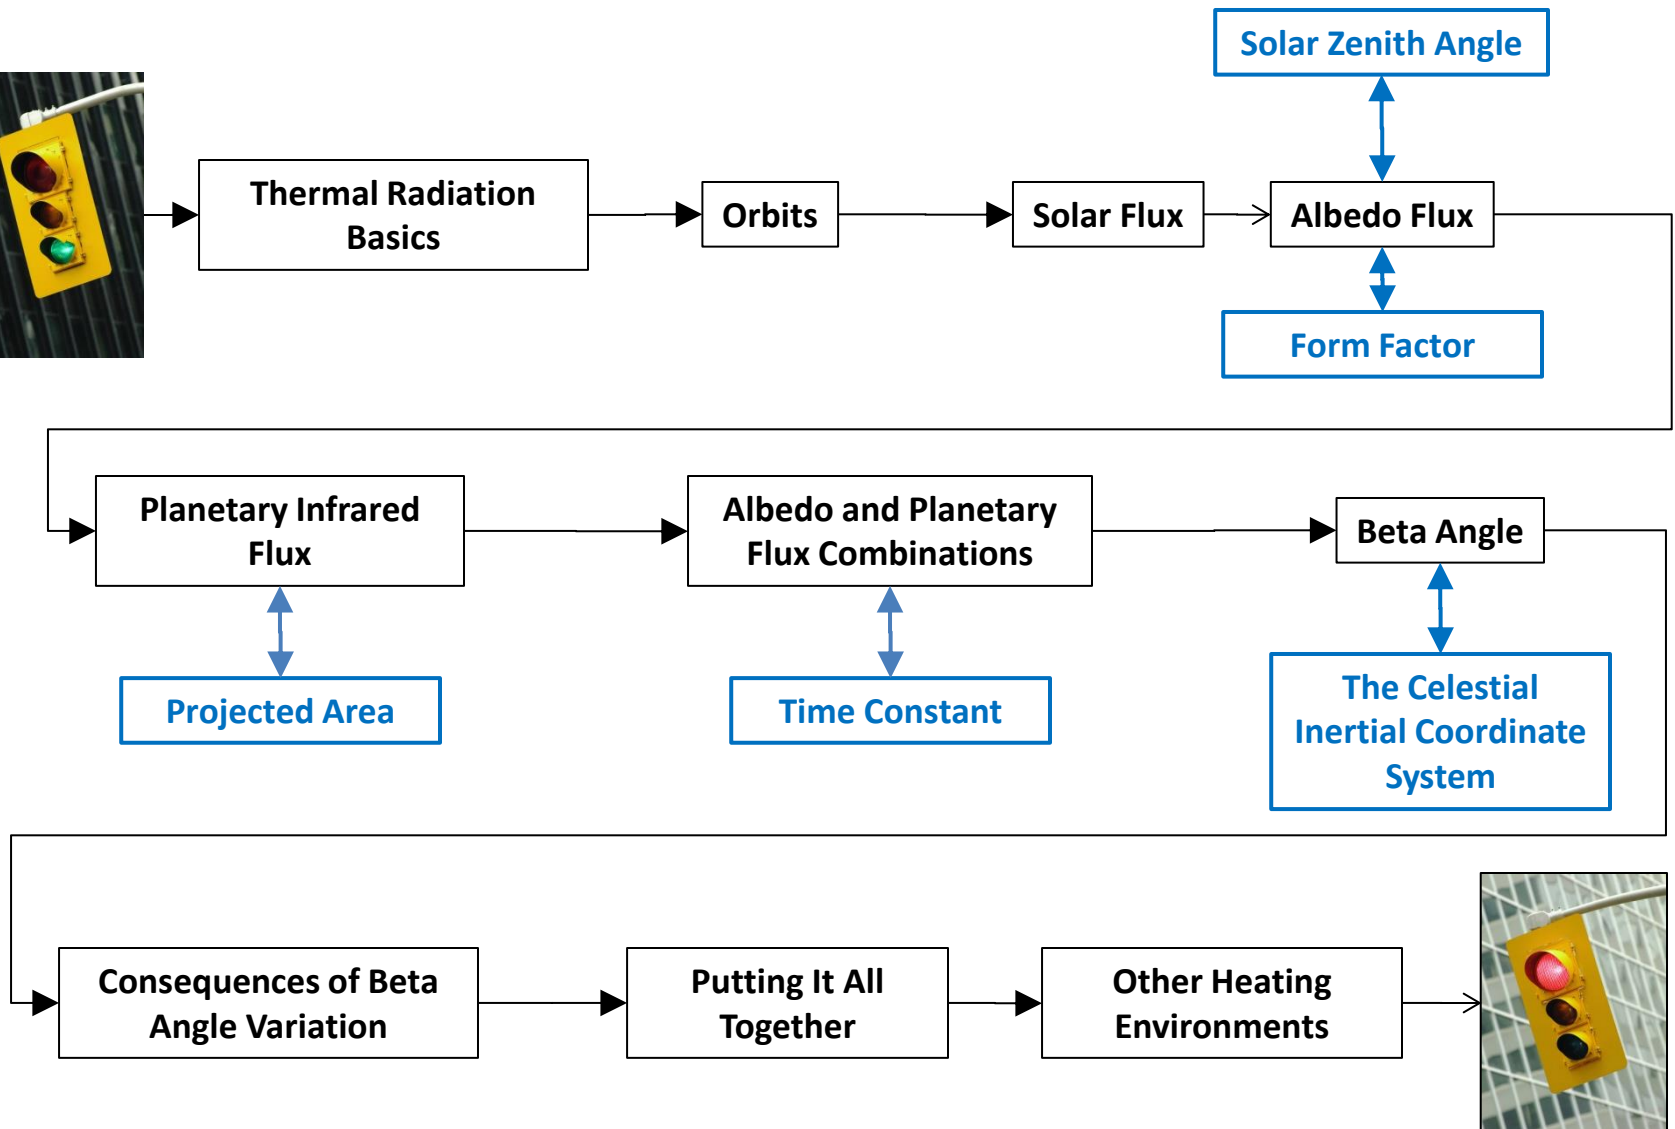 Solar Zenith Angle
Thermal Radiation
Basics
Orbits
Solar Flux
Albedo Flux
Form Factor
Planetary Infrared
Flux
Albedo and Planetary
Flux Combinations
Beta Angle
Projected Area
Time Constant
The Celestial
Inertial Coordinate
System
Consequences of Beta
Angle Variation
Putting It All
Together
Other Heating
Environments